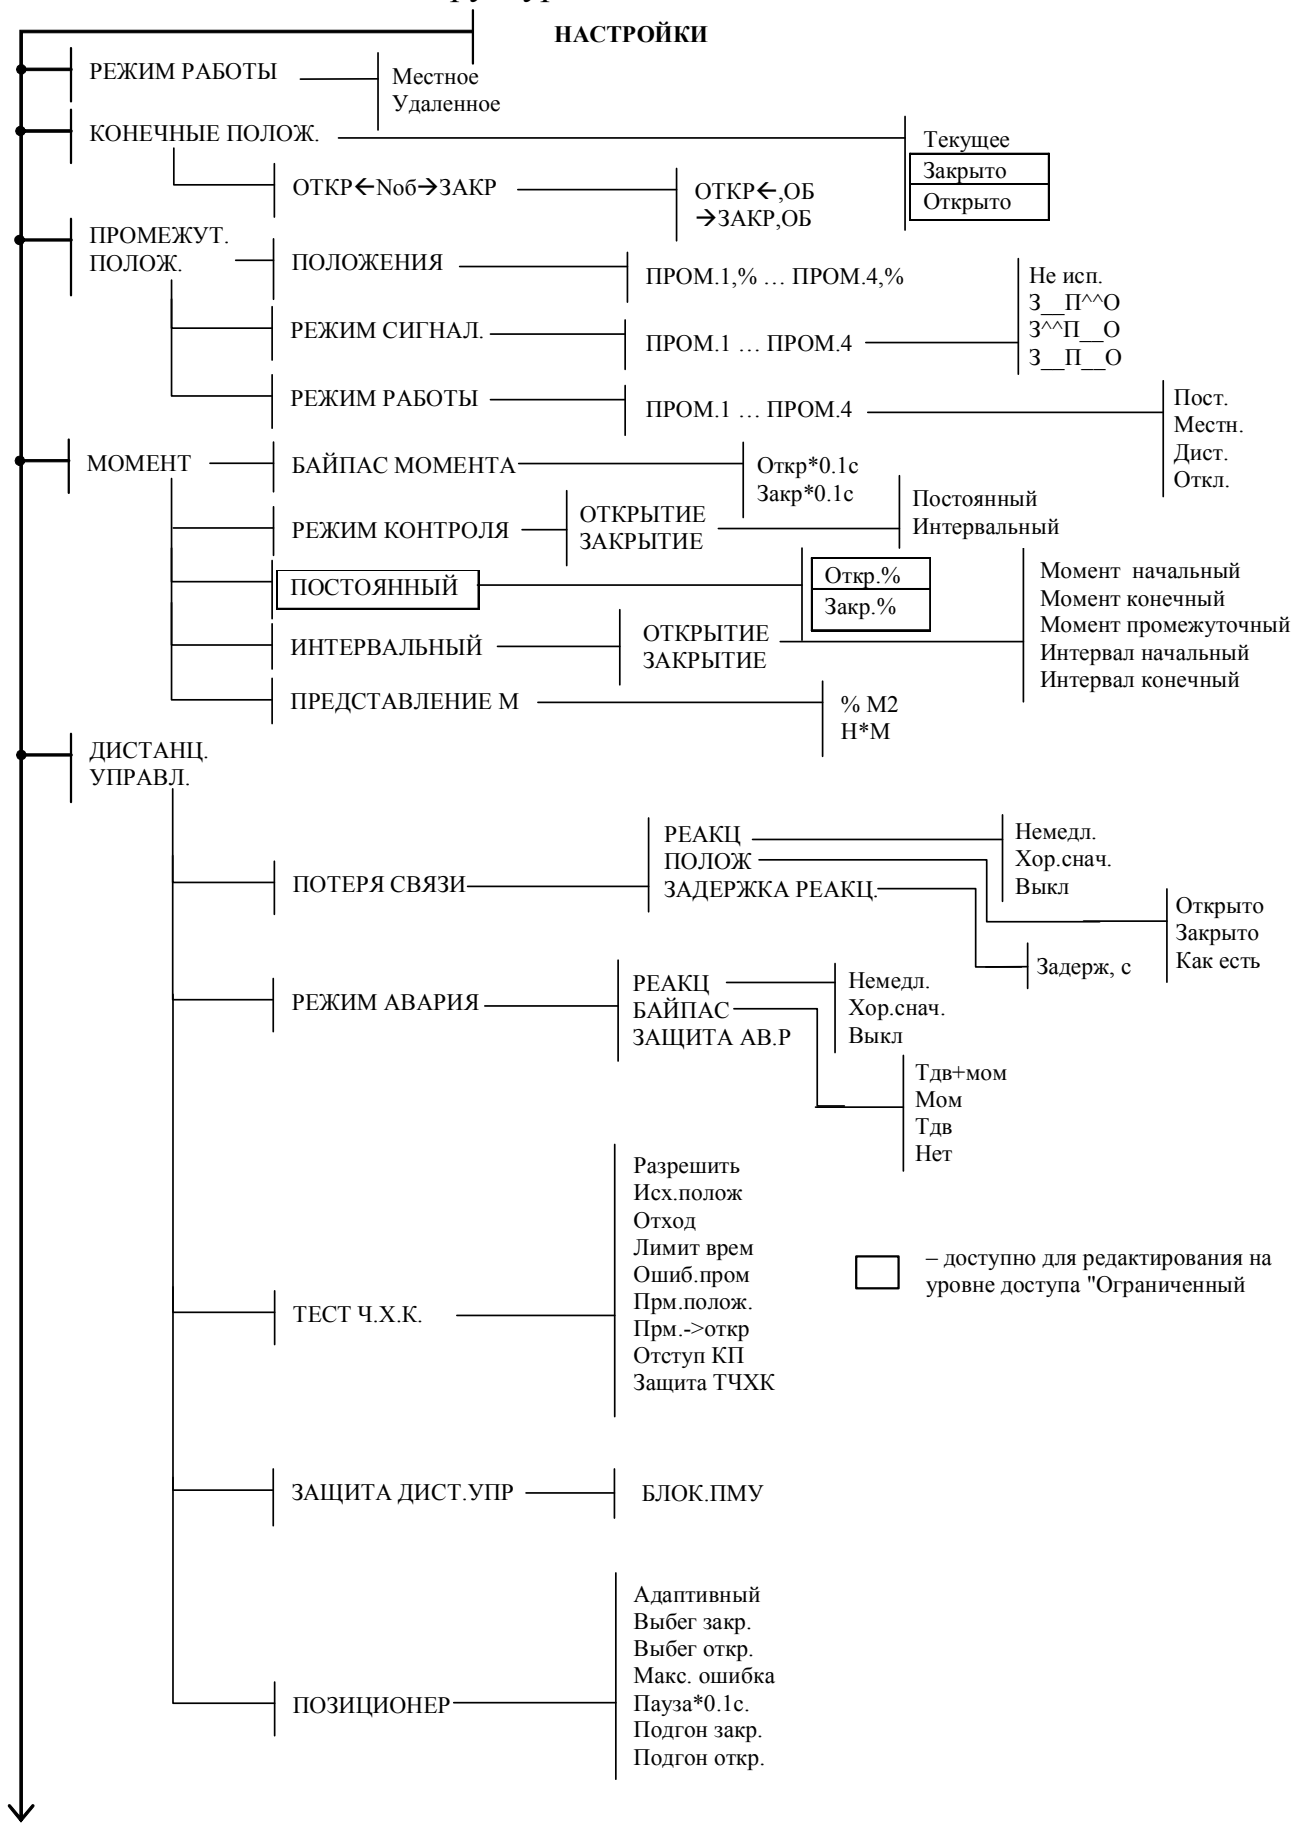 НАСТРОЙКИ
РЕЖИМ РАБОТЫ
Местное
Удаленное
КОНЕЧНЫЕ ПОЛОЖ.
Текущее
Закрыто
Открыто
ОТКР←Nоб→ЗАКР
ОТКР←,ОБ
→ЗАКР,ОБ
ПРОМЕЖУТ.
ПОЛОЖ.
ПОЛОЖЕНИЯ
ПРОМ.1,% … ПРОМ.4,%
РЕЖИМ СИГНАЛ.
ПРОМ.1 … ПРОМ.4
Не исп.
З__П^^О
З^^П__О
З__П__О
РЕЖИМ РАБОТЫ
ПРОМ.1 … ПРОМ.4
Пост.
Местн.
Дист.
Откл.
МОМЕНТ
БАЙПАС МОМЕНТА
Откр*0.1с
Закр*0.1с
РЕЖИМ КОНТРОЛЯ
ОТКРЫТИЕ
ЗАКРЫТИЕ
Постоянный
Интервальный
ПОСТОЯННЫЙ
Откр.%
Закр.%
ИНТЕРВАЛЬНЫЙ
ОТКРЫТИЕ
ЗАКРЫТИЕ
Момент начальный
Момент конечный
Момент промежуточный
Интервал начальный
Интервал конечный
ПРЕДСТАВЛЕНИЕ М
% М2
Н*М
ДИСТАНЦ.
УПРАВЛ.
ПОТЕРЯ СВЯЗИ
РЕАКЦ
ПОЛОЖ
ЗАДЕРЖКА РЕАКЦ.
Немедл.
Хор.снач.
Выкл
Открыто
Закрыто
Как есть
Задерж, с
РЕЖИМ АВАРИЯ
РЕАКЦ
БАЙПАС
ЗАЩИТА АВ.Р
Немедл.
Хор.снач.
Выкл
Тдв+мом
Мом
Тдв
Нет
ТЕСТ Ч.Х.К.
Разрешить
Исх.полож
Отход
Лимит врем
Ошиб.пром
Прм.полож.
Прм.->откр
Отступ КП
Защита ТЧХК
– доступно для редактирования на
уровне доступа "Ограниченный
ЗАЩИТА ДИСТ.УПР
БЛОК.ПМУ
ПОЗИЦИОНЕР
Адаптивный
Выбег закр.
Выбег откр.
Макс. ошибка
Пауза*0.1с.
Подгон закр.
Подгон откр.